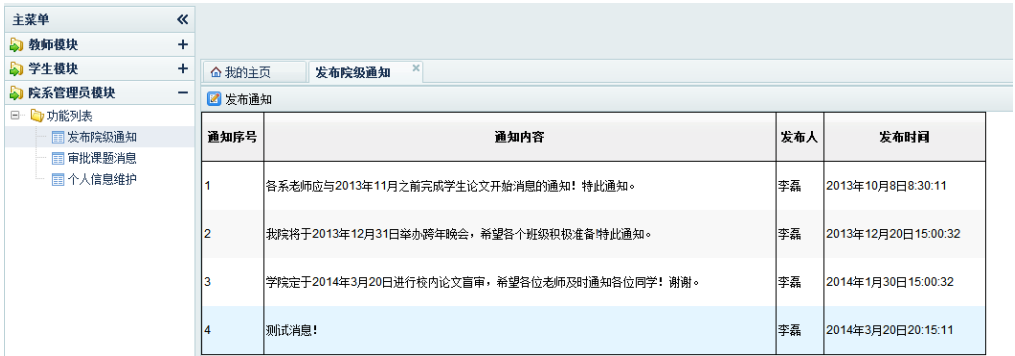 主菜单
教师模块
学生模块
院系管理员模块
功能列表
发布院级通知
审批课题消息
个人信息维护
我的主页 发布院级通知
发布通知
通知序号 通知内容 发布人 发布时间
1 各系老师应与2013年11月之前完成学生论文开始消息的通知！特此通知。 李磊 2013年10月8日8:30:11
2 我院将于2013年12月31日举办跨年晚会，希望各个班级积极准备!特此通知。 李磊 2013年12月20日15:00:32
3 学院定于2014年3月20日进行校内论文盲审，希望各位老师及时通知各位同学！谢谢。 李磊 2014年1月30日15:00:32
4 测试消息！ 李磊 2014年3月20日20:15:11